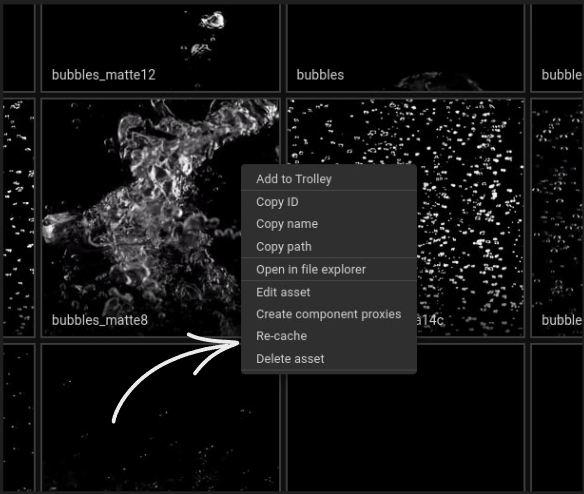 bubbles_matte12
bubbles
bubble
Add to Trolley
Copy ID
Copy name
Copy path
Open in file explorer
Edit asset
Create component proxies
Re-cache
Delete asset
bubbles_matte8
14c
bubble